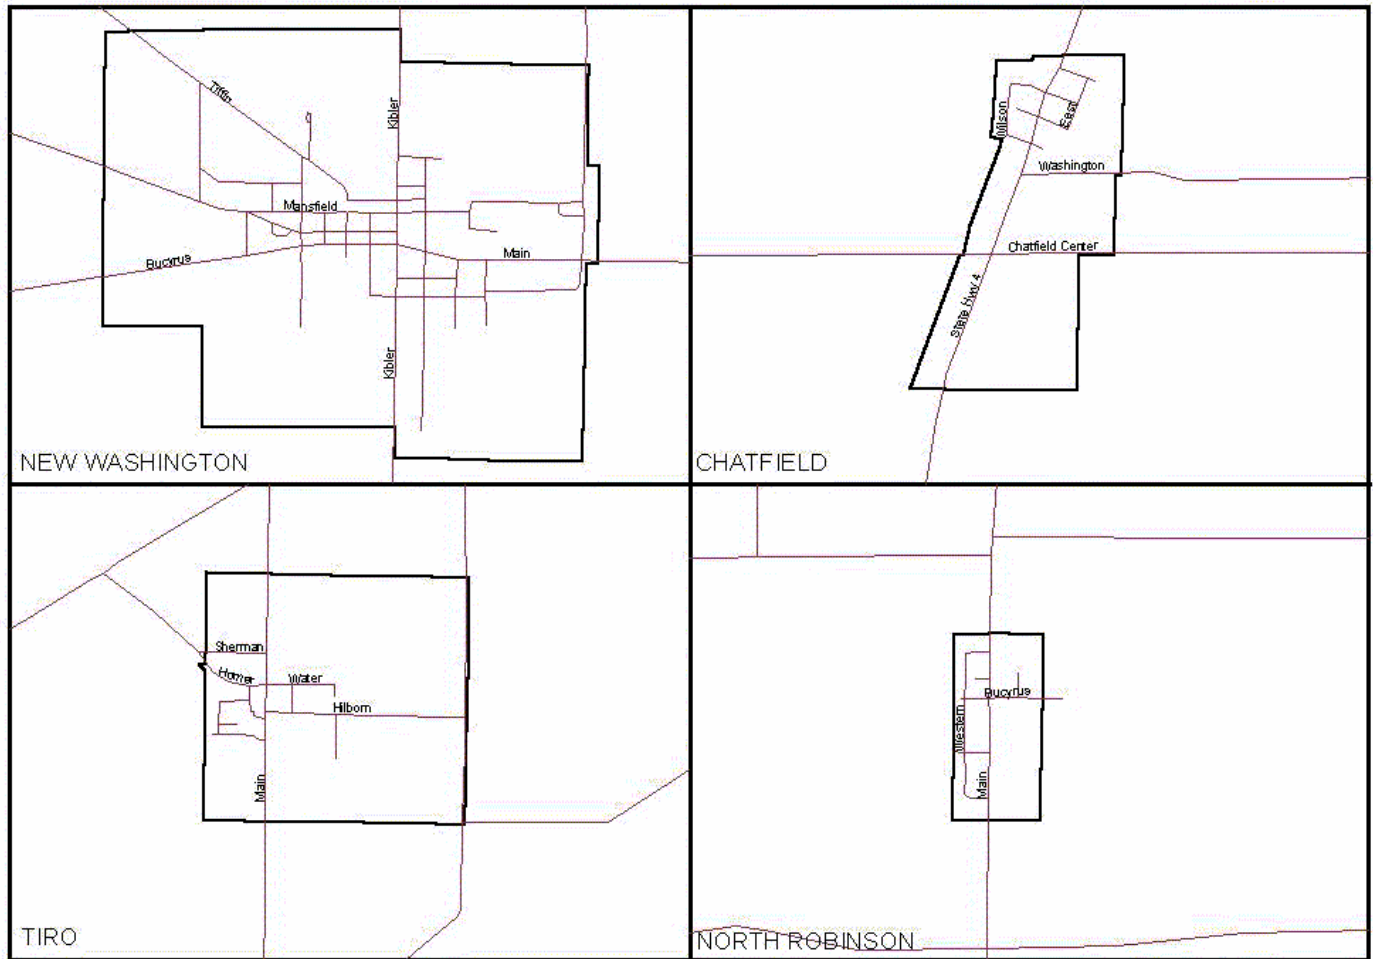 Tiffin
Kibler
Mansfield
Bucyrus
Main
Kibler
NEW WASHINGTON
Wilson
East
Washington
Chatfield Center
State Hwy 4
CHATFIELD
Sherman
Horner
Water
Hilborn
Main
TIRO
Bucyrus
Western
Main
NORTH ROBINSON